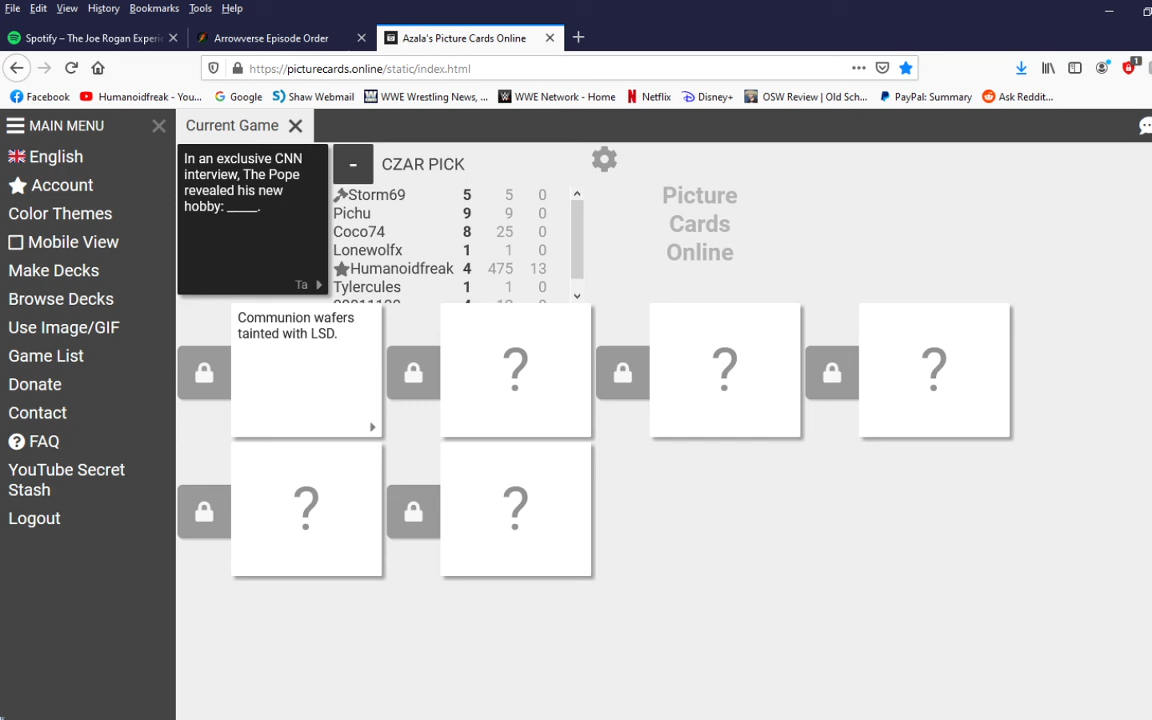 File Edit View History Bookmarks Tools Help
Spotify – The Joe Rogan Experi
Arrowverse Episode Order
Azala's Picture Cards Online
https://picturecards.online/static/index.html
1
Facebook
Humanoidfreak - You...
Google
Shaw Webmail
WWE Wrestling News, ...
WWE Network - Home
Netflix
Disney+
OSW Review | Old Sch...
PayPal: Summary
Ask Reddit...
MAIN MENU
English
Account
Color Themes
Mobile View
Make Decks
Browse Decks
Use Image/GIF
Game List
Donate
Contact
FAQ
YouTube Secret
Stash
Logout
Current Game
In an exclusive CNN
interview, The Pope
revealed his new
hobby: _____.
Ta
- CZAR PICK
Storm69 5 5 0
Pichu 9 9 0
Coco74 8 25 0
Lonewolfx 1 1 0
Humanoidfreak 4 475 13
Tylercules 1 1 0
Picture
Cards
Online
Communion wafers
tainted with LSD.
?
?
?
?
?